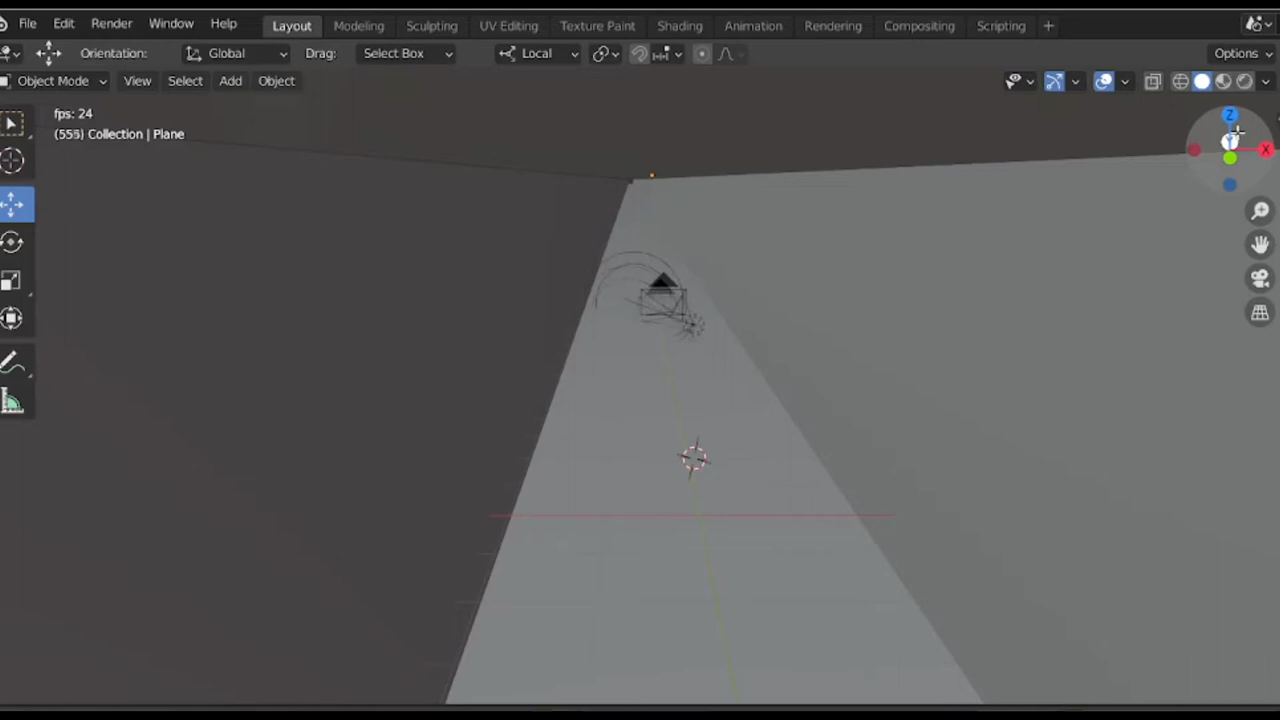 File Edit Render Window Help Layout Modeling Sculpting UV Editing Texture Paint Shading Animation Rendering Compositing Scripting +
Orientation: Global Drag: Select Box Local Options
Object Mode View Select Add Object
fps: 24
(555) Collection | Plane
Z
X